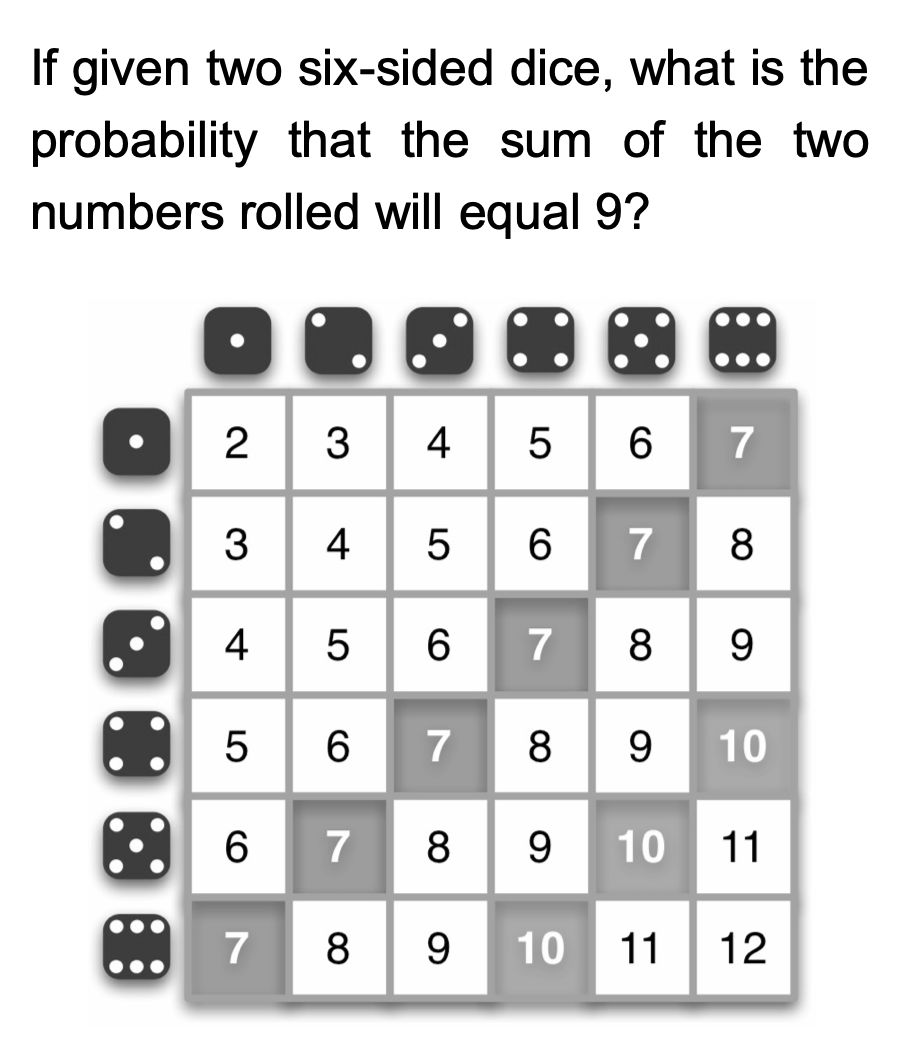 If given two six-sided dice, what is the
probability that the sum of the two
numbers rolled will equal 9?
2 3 4 5 6 7
3 4 5 6 7 8
4 5 6 7 8 9
5 6 7 8 9 10
6 7 8 9 10 11
7 8 9 10 11 12